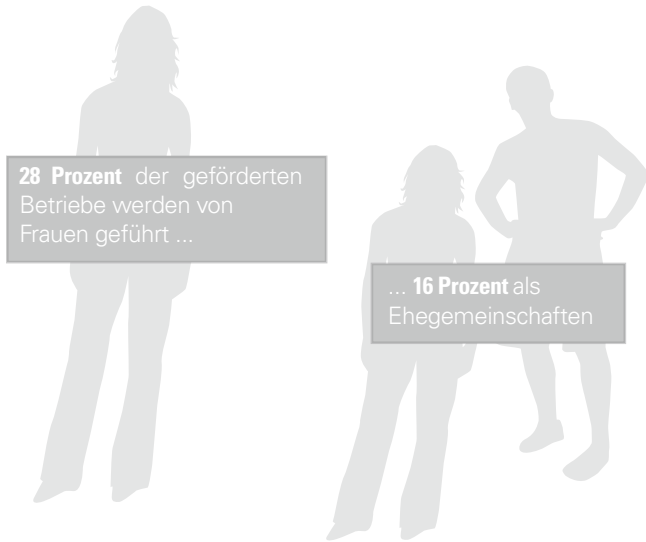 28 Prozent der geförderten
Betriebe werden von
Frauen geführt ...
... 16 Prozent als
Ehegemeinschaften